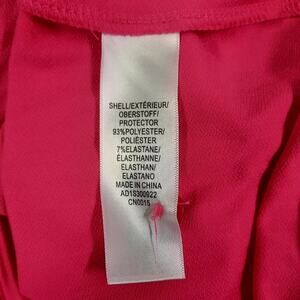 SHELL/EXTÉRIEUR/
OBERSTOFF/
PROTECTOR
93%POLYESTER/
POLIÉSTER
7%ELASTANE/
ÉLASTHANNE/
ELASTHAN/
ELASTANO
MADE IN CHINA
AD1S300922
CN0015